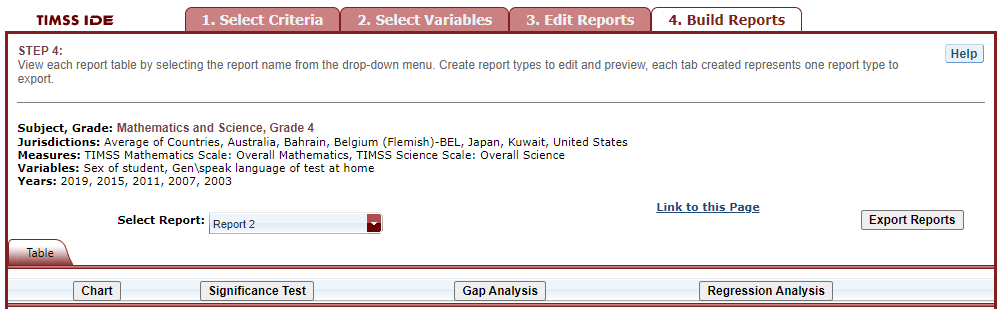 TIMSS IDE
1. Select Criteria
2. Select Variables
3. Edit Reports
4. Build Reports
STEP 4:
Help
View each report table by selecting the report name from the drop-down menu. Create report types to edit and preview, each tab created represents one report type to
export.
Subject, Grade: Mathematics and Science, Grade 4
Jurisdictions: Average of Countries, Australia, Bahrain, Belgium (Flemish)-BEL, Japan, Kuwait, United States
Measures: TIMSS Mathematics Scale: Overall Mathematics, TIMSS Science Scale: Overall Science
Variables: Sex of student, Gen\speak language of test at home
Years: 2019, 2015, 2011, 2007, 2003
Link to this Page
Select Report: Report 2
Export Reports
Table
Chart
Significance Test
Gap Analysis
Regression Analysis